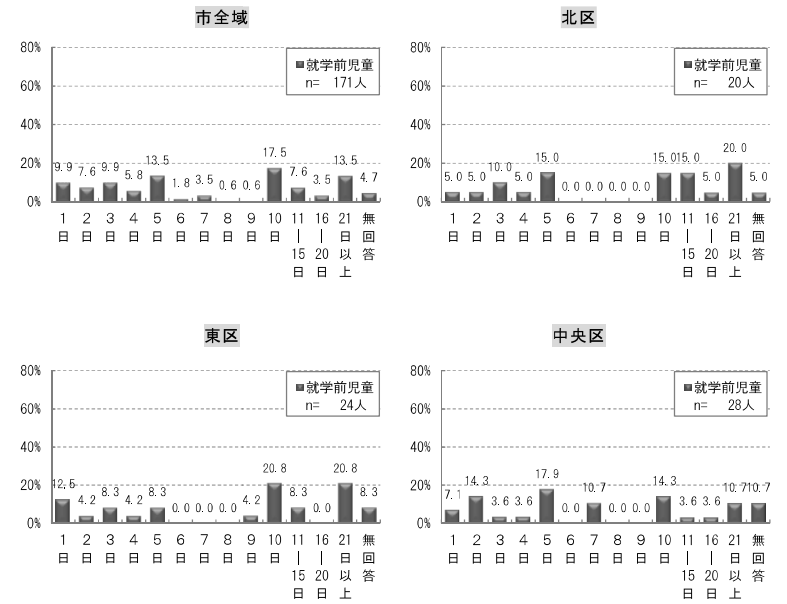 市全域
80%
60%
40%
20%
0%
■就学前児童
n= 171人
9.9 7.6 9.9 5.8 13.5 1.8 3.5 0.6 0.6 17.5 7.6 3.5 13.5 4.7
1日 2日 3日 4日 5日 6日 7日 8日 9日 10日 11―15日 16―20日 21日以上 無回答
北区
80%
60%
40%
20%
0%
■就学前児童
n= 20人
5.0 5.0 10.0 5.0 15.0 0.0 0.0 0.0 0.0 15.0 15.0 5.0 20.0 5.0
1日 2日 3日 4日 5日 6日 7日 8日 9日 10日 11―15日 16―20日 21日以上 無回答
東区
80%
60%
40%
20%
0%
■就学前児童
n= 24人
12.5 4.2 8.3 4.2 8.3 0.0 0.0 0.0 4.2 20.8 8.3 0.0 20.8 8.3
1日 2日 3日 4日 5日 6日 7日 8日 9日 10日 11―15日 16―20日 21日以上 無回答
中央区
80%
60%
40%
20%
0%
■就学前児童
n= 28人
7.1 14.3 3.6 3.6 17.9 0.0 10.7 0.0 0.0 14.3 3.6 3.6 10.7 10.7
1日 2日 3日 4日 5日 6日 7日 8日 9日 10日 11―15日 16―20日 21日以上 無回答